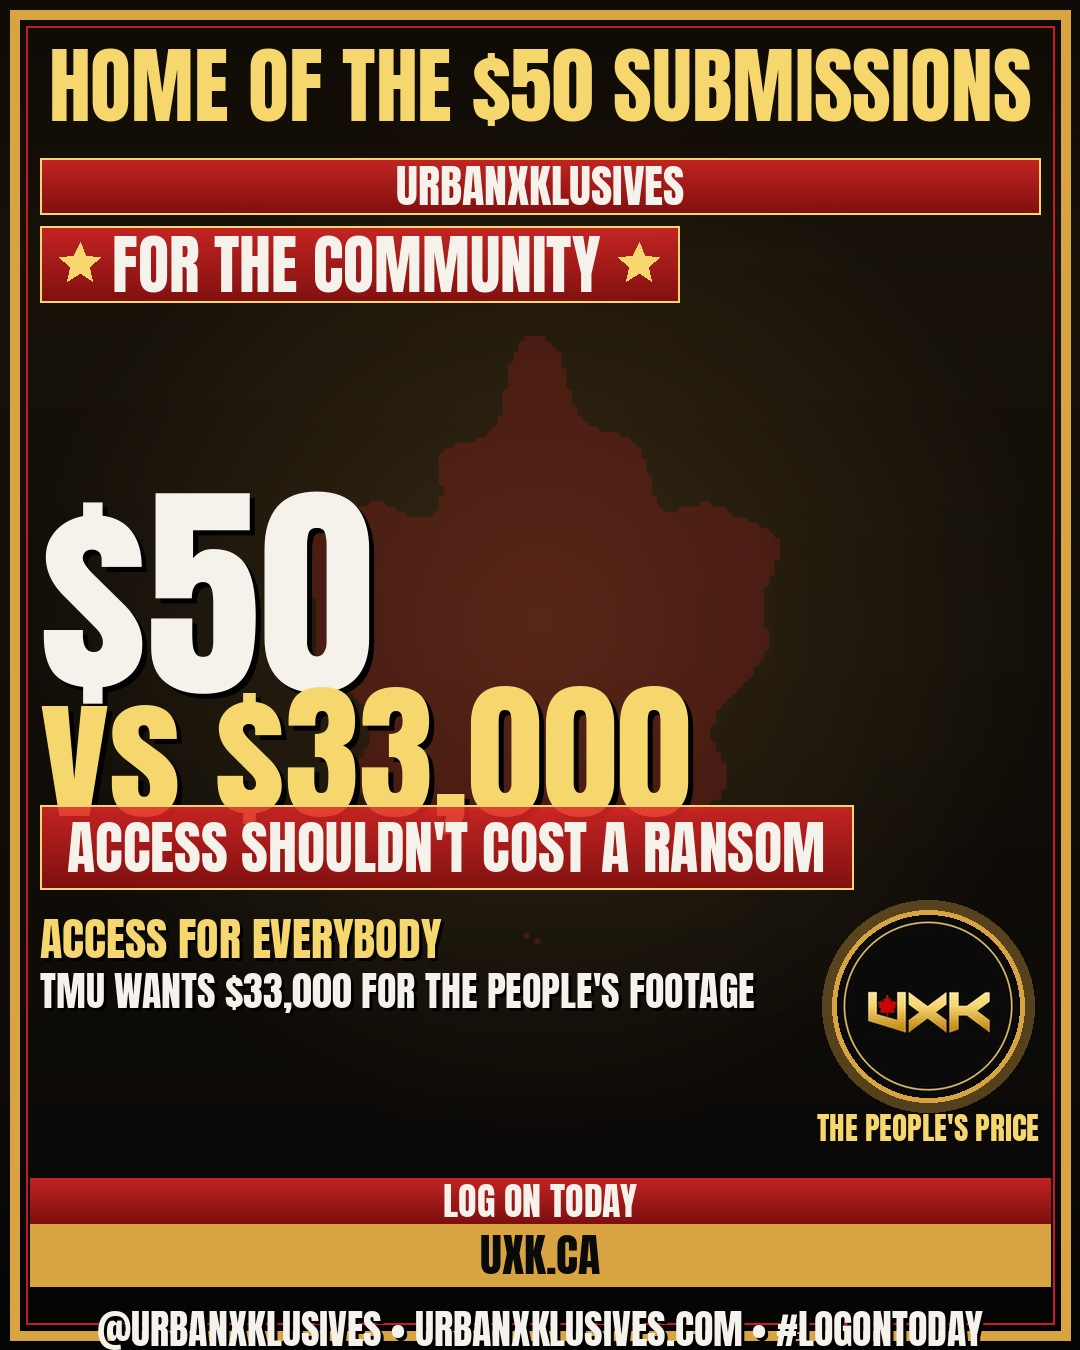 HOME OF THE $50 SUBMISSIONS
URBANXKLUSIVES
FOR THE COMMUNITY
$50
VS $33,000
ACCESS SHOULDN'T COST A RANSOM
ACCESS FOR EVERYBODY
TMU WANTS $33,000 FOR THE PEOPLE'S FOOTAGE
UXK
THE PEOPLE'S PRICE
LOG ON TODAY
UXK.CA
@URBANXKLUSIVES • URBANXKLUSIVES.COM • #LOGONTODAY